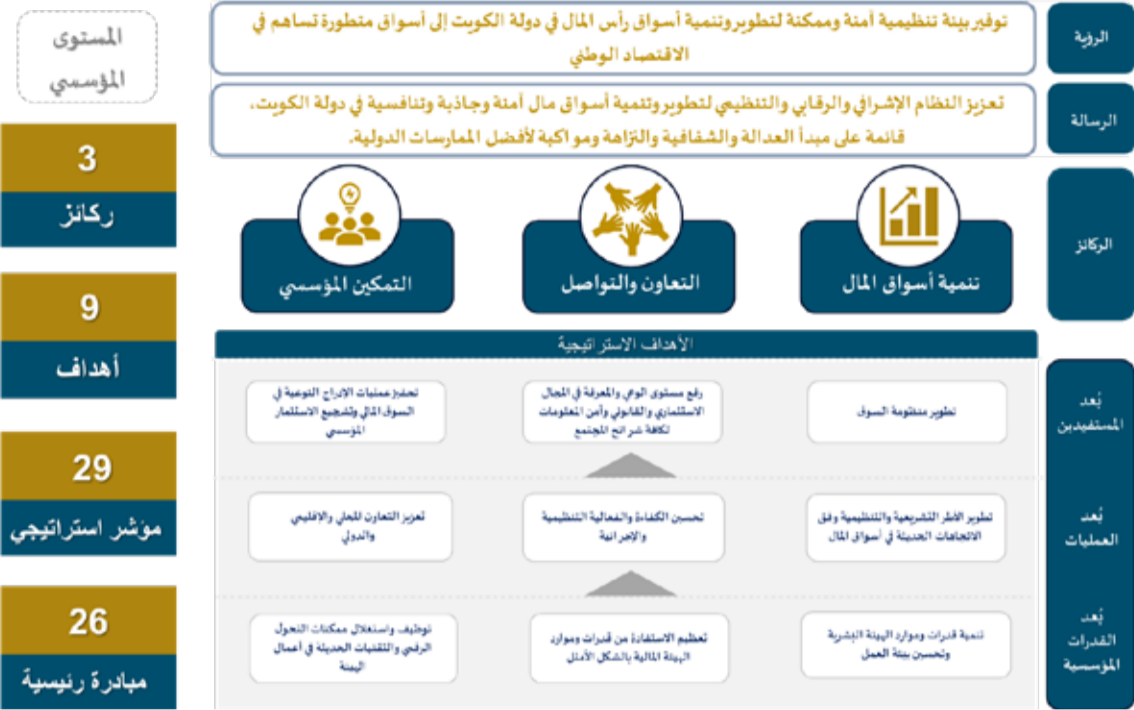 الرؤية
توفير بيئة تنظيمية آمنة وممكنة لتطوير وتنمية أسواق رأس المال في دولة الكويت إلى أسواق متطورة تساهم في
الاقتصاد الوطني
الرسالة
تعزيز النظام الإشرافي والرقابي والتنظيمي لتطوير وتنمية أسواق مال آمنة وجاذبة وتنافسية في دولة الكويت،
قائمة على مبدأ العدالة والشفافية والنزاهة ومواكبة لأفضل الممارسات الدولية.
الركائز
تنمية أسواق المال
التعاون والتواصل
التمكين المؤسسي
الأهداف الاستراتيجية
بُعد
المستفيدين
تطوير منظومة السوق
رفع مستوى الوعي والمعرفة في المجال
الاستثماري والقانوني وأمن المعلومات
لكافة شرائح المجتمع
تحفيز عمليات الإدراج النوعية في
السوق المالي وتشجيع الاستثمار
المؤسسي
بُعد
العمليات
تطوير الأطر التشريعية والتنظيمية وفق
الاتجاهات الحديثة في أسواق المال
تحسين الكفاءة والفعالية التنظيمية
والإجرائية
تعزيز التعاون المحلي والإقليمي
والدولي
بُعد
القدرات
المؤسسية
تنمية قدرات وموارد الهيئة البشرية
وتحسين بيئة العمل
تعظيم الاستفادة من قدرات وموارد
الهيئة المالية بالشكل الأمثل
توظيف واستغلال ممكنات التحول
الرقمي والتقنيات الحديثة في أعمال
الهيئة
المستوى
المؤسسي
3
ركائز
9
أهداف
29
مؤشر استراتيجي
26
مبادرة رئيسية